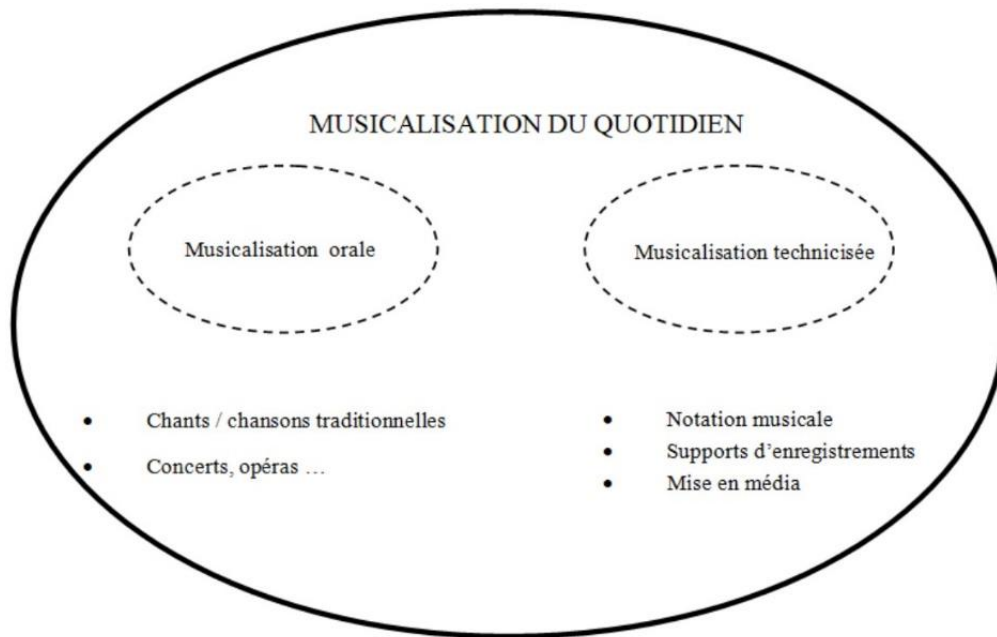 MUSICALISATION DU QUOTIDIEN
Musicalisation orale
Musicalisation technicisée
• Chants / chansons traditionnelles
• Concerts, opéras …
• Notation musicale
• Supports d’enregistrements
• Mise en média